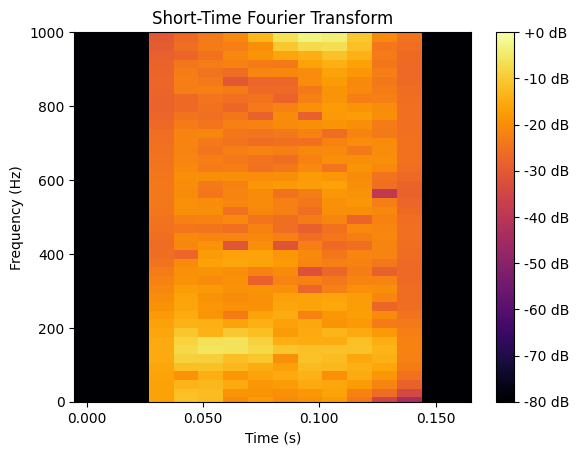 Short-Time Fourier Transform
1000
800
600
400
200
0
Frequency (Hz)
0.000
0.050
0.100
0.150
Time (s)
+0 dB
-10 dB
-20 dB
-30 dB
-40 dB
-50 dB
-60 dB
-70 dB
-80 dB